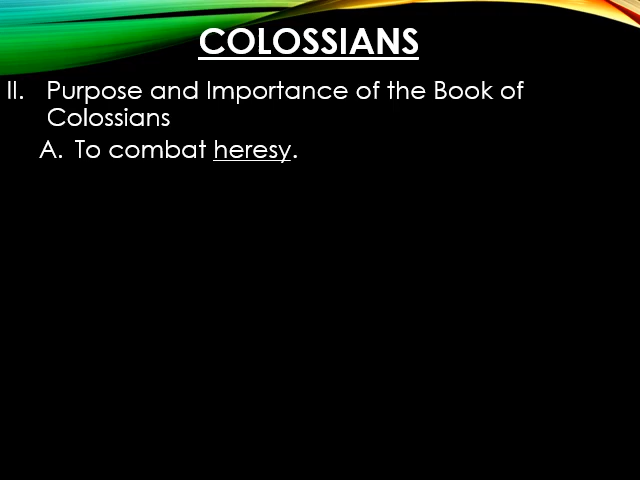 COLOSSIANS
II. Purpose and Importance of the Book of
Colossians
A. To combat heresy.